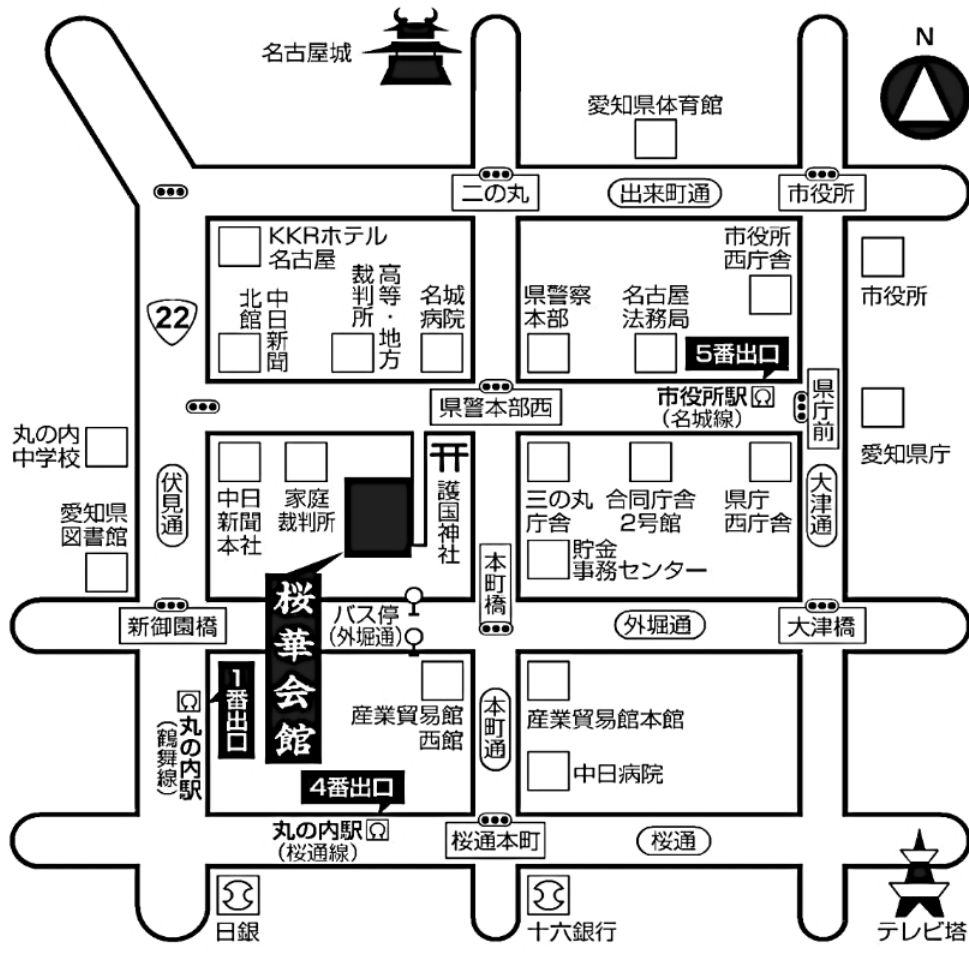 名古屋城
N
愛知県体育館
二の丸
出来町通
市役所
KKRホテル
名古屋
市役所
西庁舎
市役所
22
中日新聞
北館
高等・地方
裁判所
名城
病院
県警察
本部
名古屋
法務局
5番出口
県警本部西
市役所駅
(名城線)
県庁前
愛知県庁
丸の内
中学校
伏見通
中日
新聞
本社
家庭
裁判所
護国神社
三の丸
庁舎
合同庁舎
2号館
県庁
西庁舎
大津通
愛知県
図書館
貯金
事務センター
本町橋
桜華会館
バス停
(外堀通)
新御園橋
外堀通
大津橋
1番出口
丸の内駅
(鶴舞線)
産業貿易館
西館
本町通
産業貿易館本館
中日病院
4番出口
丸の内駅
(桜通線)
桜通本町
桜通
日銀
十六銀行
テレビ塔